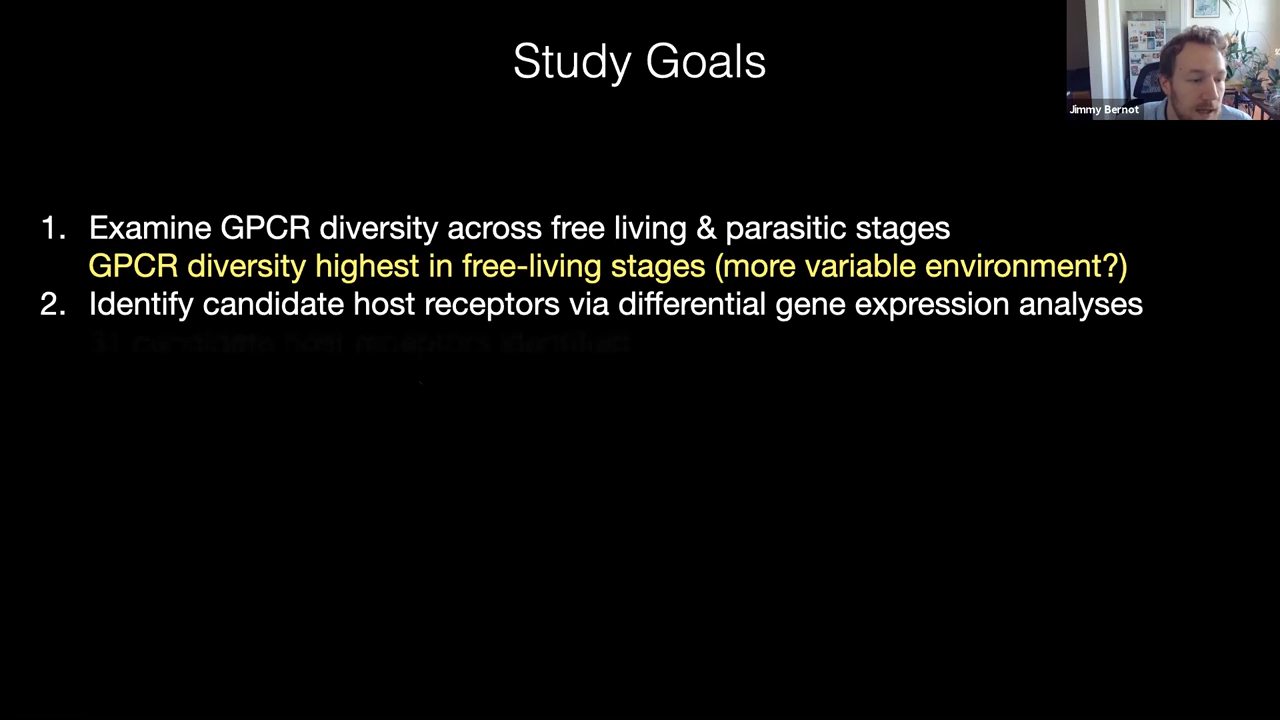 Study Goals
Jimmy Bernot
1. Examine GPCR diversity across free living & parasitic stages
GPCR diversity highest in free-living stages (more variable environment?)
2. Identify candidate host receptors via differential gene expression analyses